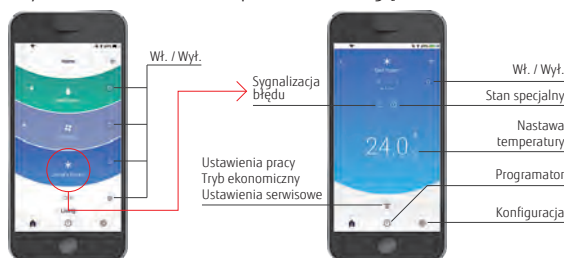 Wł. / Wył.
Home
Sygnalizacja
błędu
Ustawienia pracy
Tryb ekonomiczny
Ustawienia serwisowe
24.0
Wł. / Wył.
Stan specjalny
Nastawa
temperatury
Programator
Konfiguracja